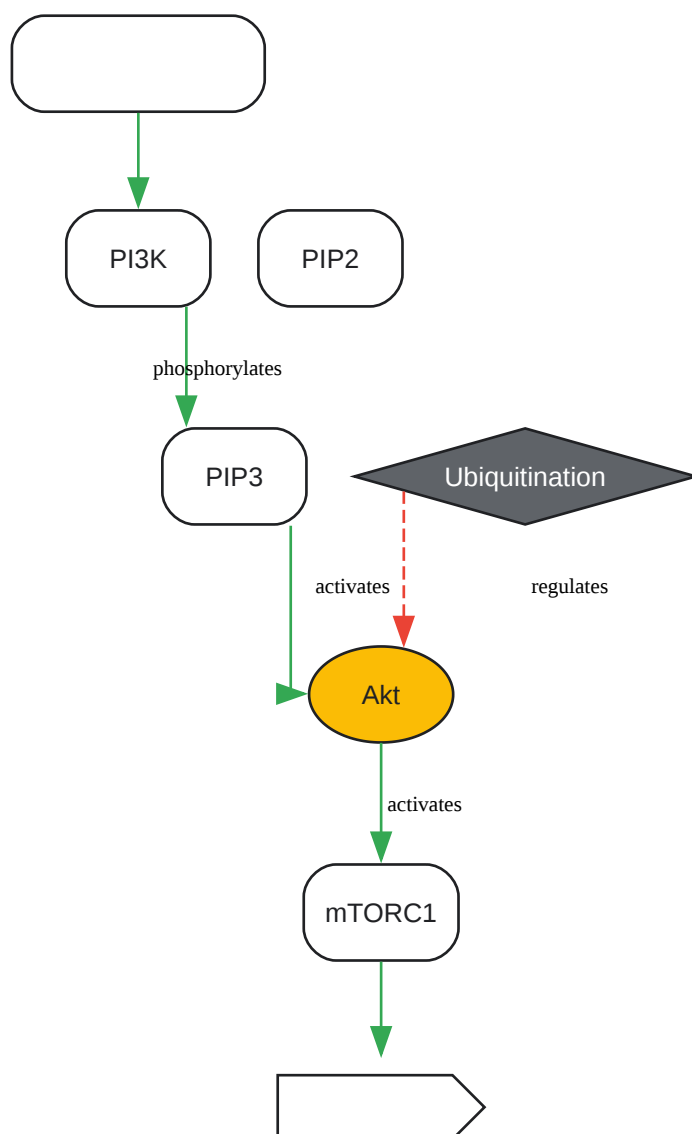 PI3K
PIP2
phosphorylates
PIP3
Ubiquitination
activates
regulates
Akt
activates
mTORC1